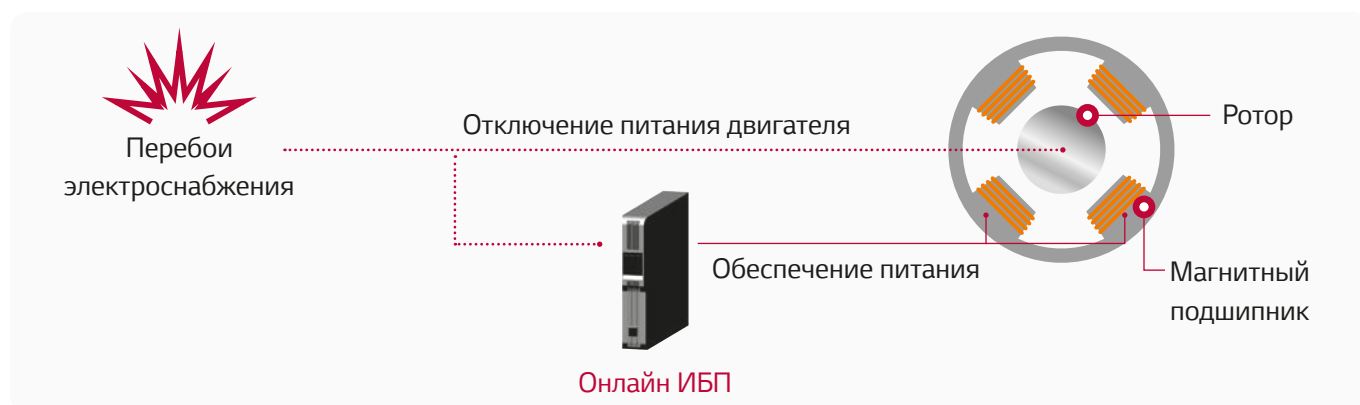 Перебои
электроснабжения
Отключение питания двигателя
Ротор
Обеспечение питания
Магнитный
подшипник
Онлайн ИБП